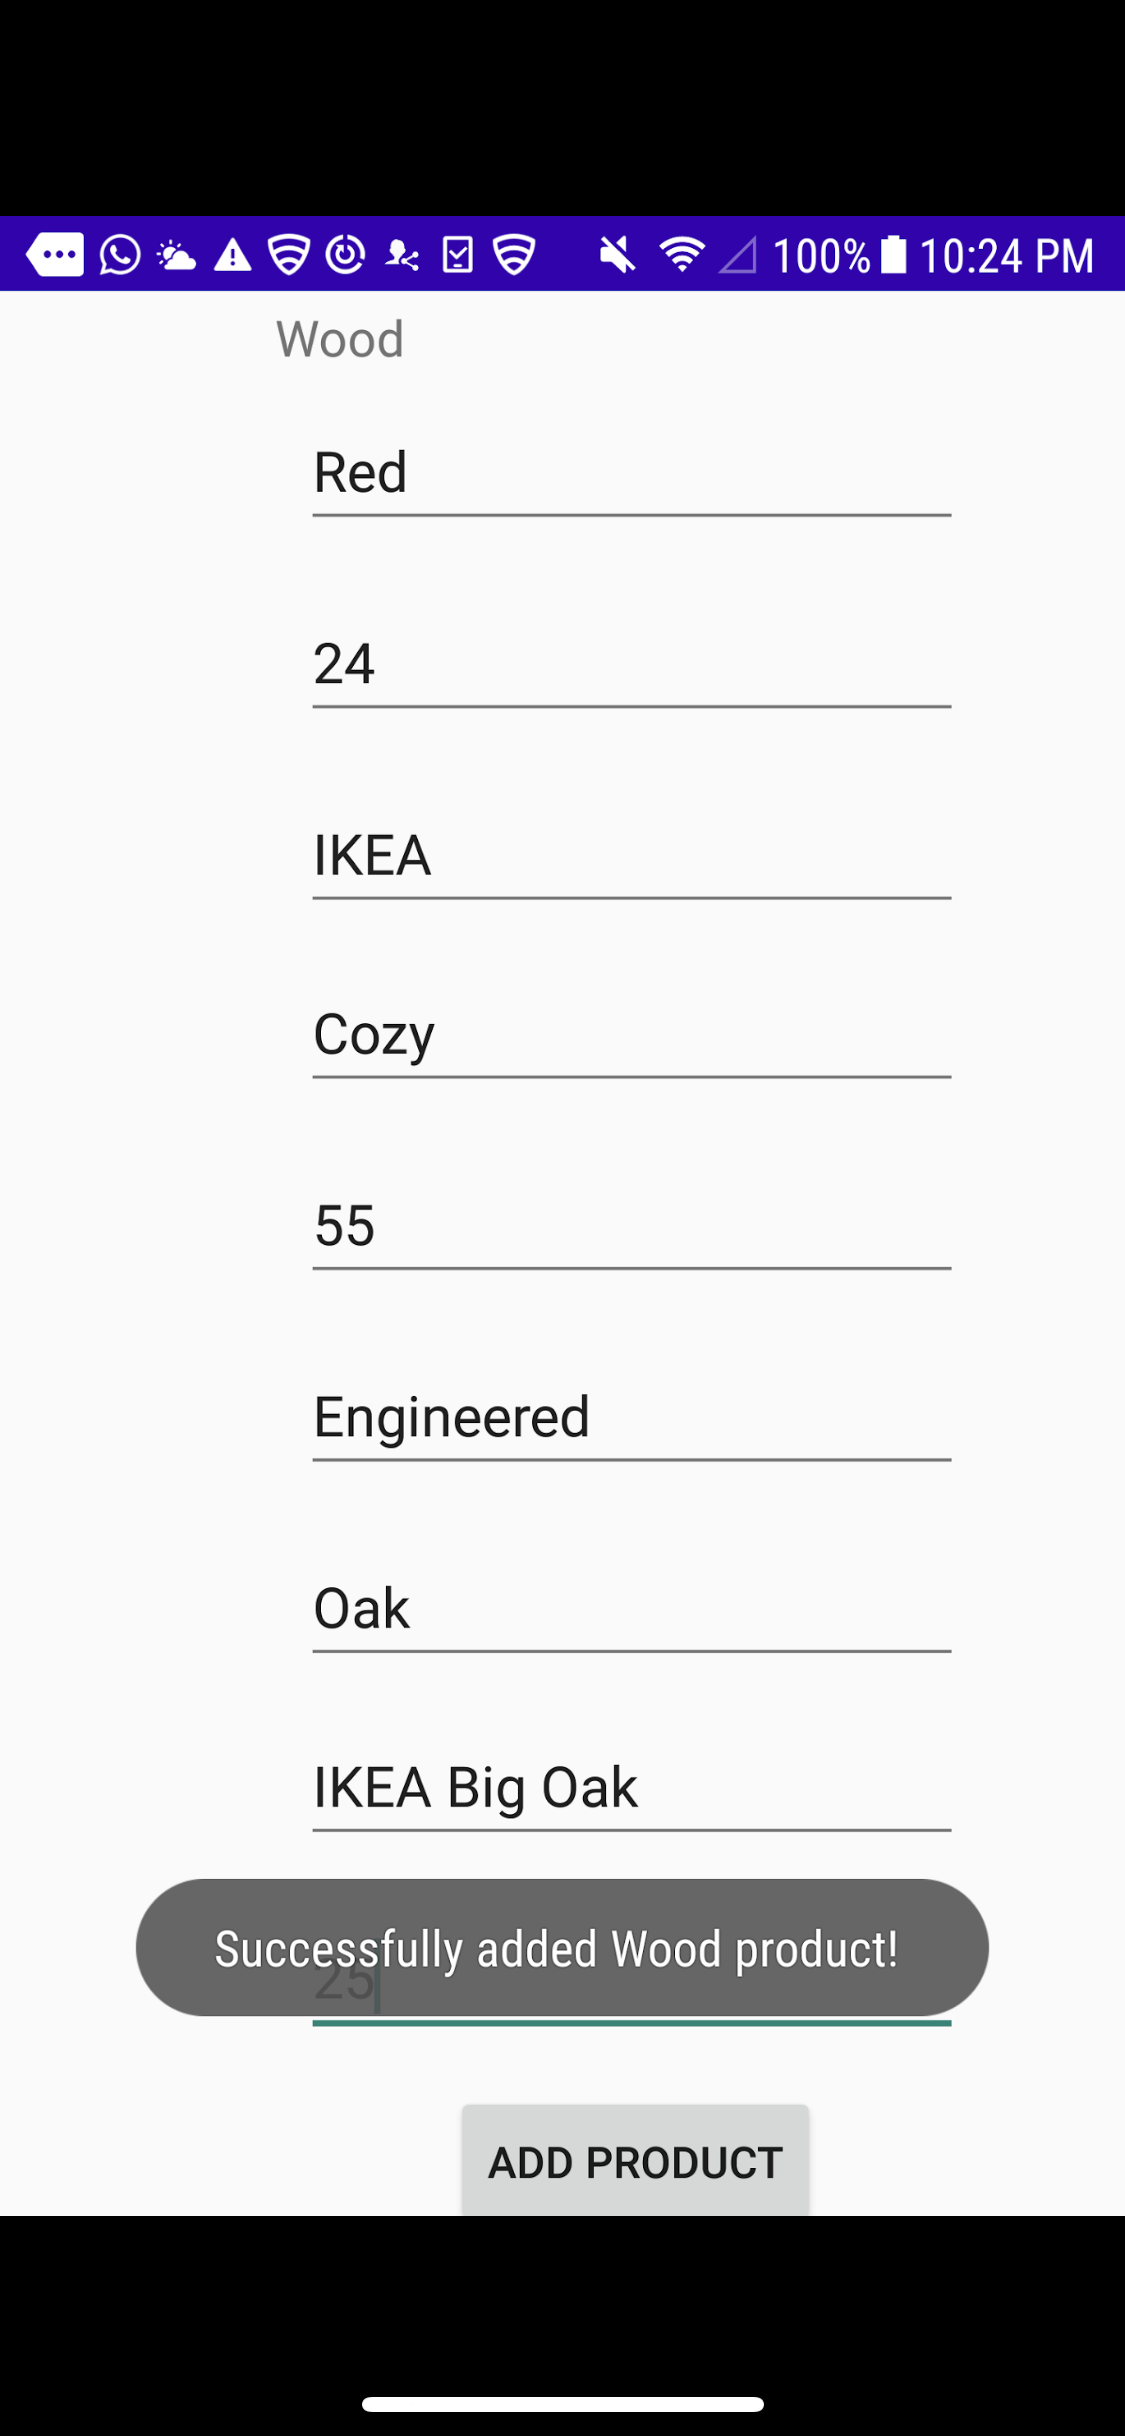 100% 10:24 PM
Wood
Red
24
IKEA
Cozy
55
Engineered
Oak
IKEA Big Oak
Successfully added Wood product!
25
ADD PRODUCT